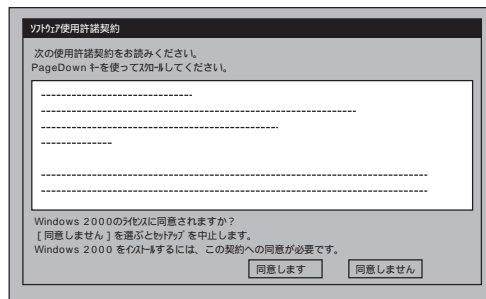 ｿﾌﾄｳｪｱ使用許諾契約
次の使用許諾契約をお読みください。
PageDown ｷｰを使ってｽｸﾛｰﾙしてください。
Windows 2000のﾗｲｾﾝｽに同意されますか？
[ 同意しません ] を選ぶとｾｯﾄｱｯﾌﾟを中止します。
Windows 2000 をｲﾝｽﾄｰﾙするには、この契約への同意が必要です。
同意します
同意しません